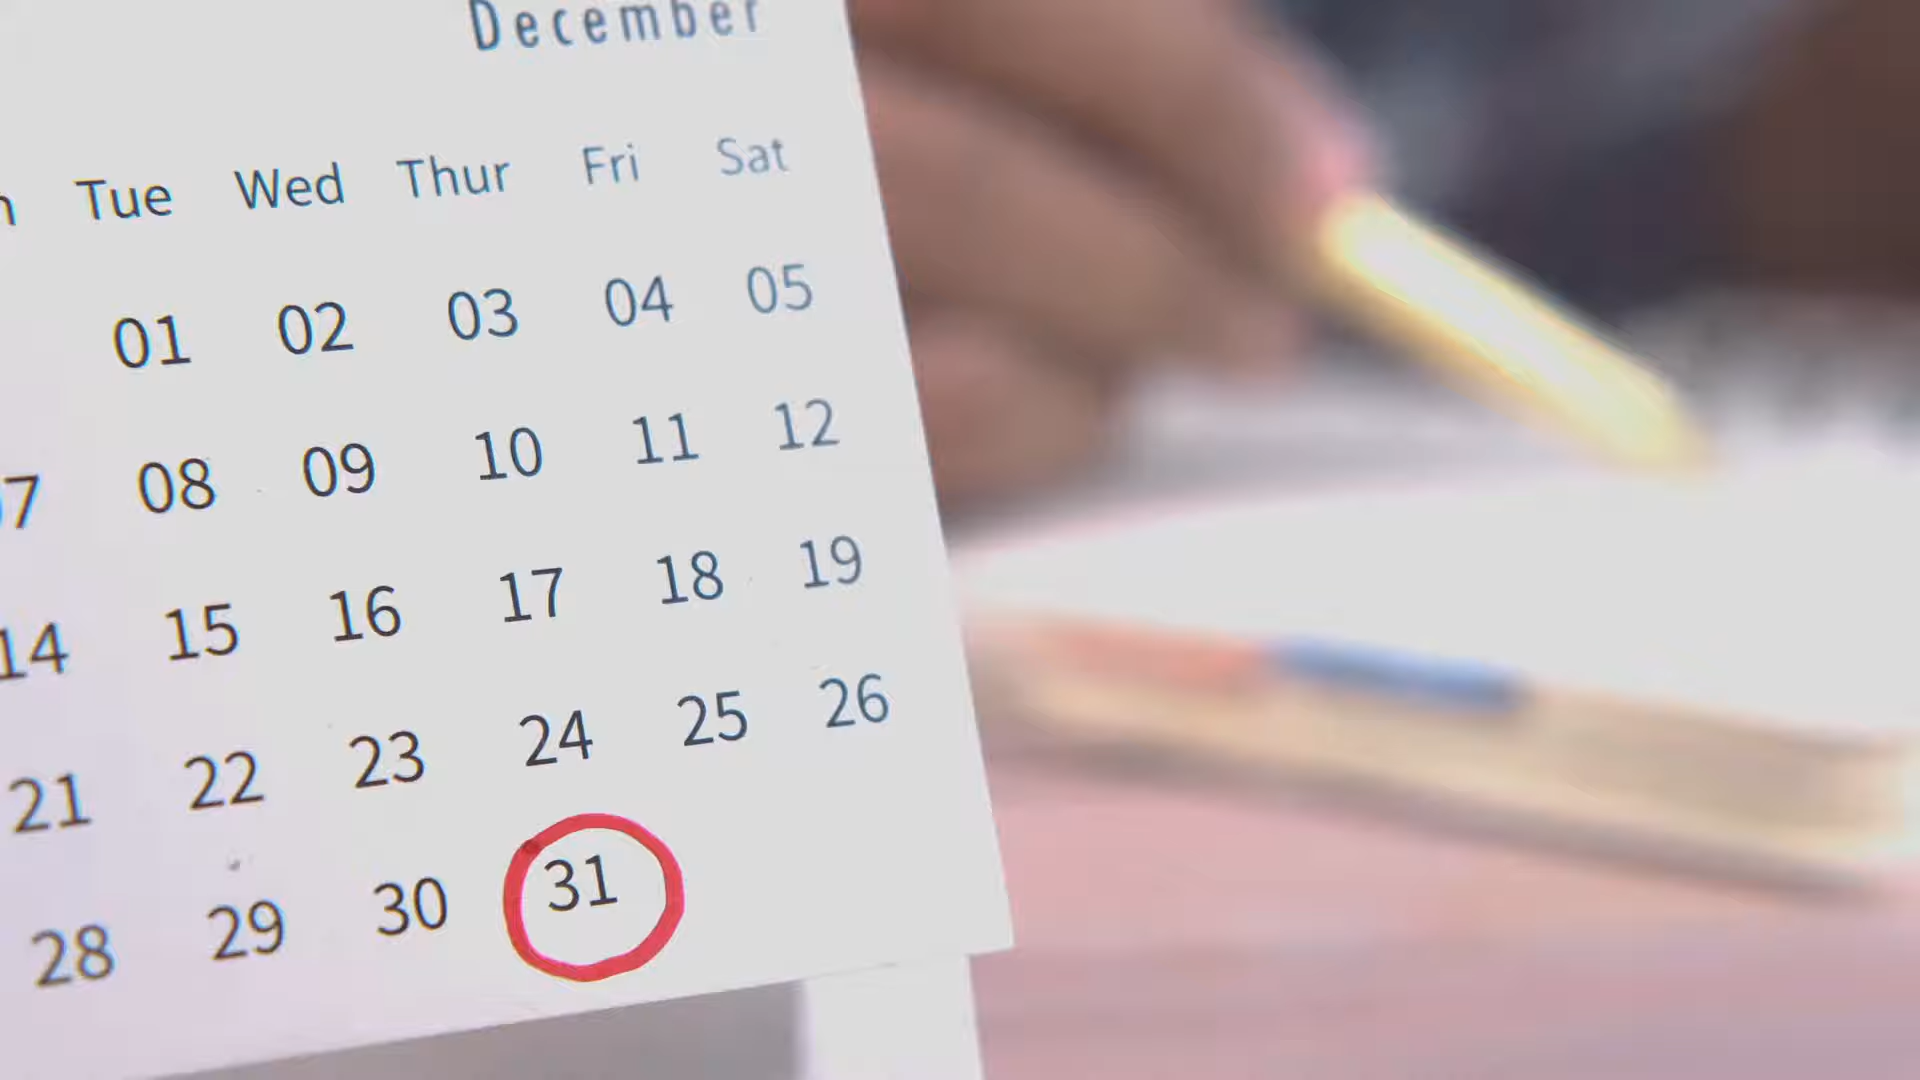 December
Tue Wed Thur Fri Sat
01 02 03 04 05
08 09 10 11 12
14 15 16 17 18 19
21 22 23 24 25 26
28 29 30 31